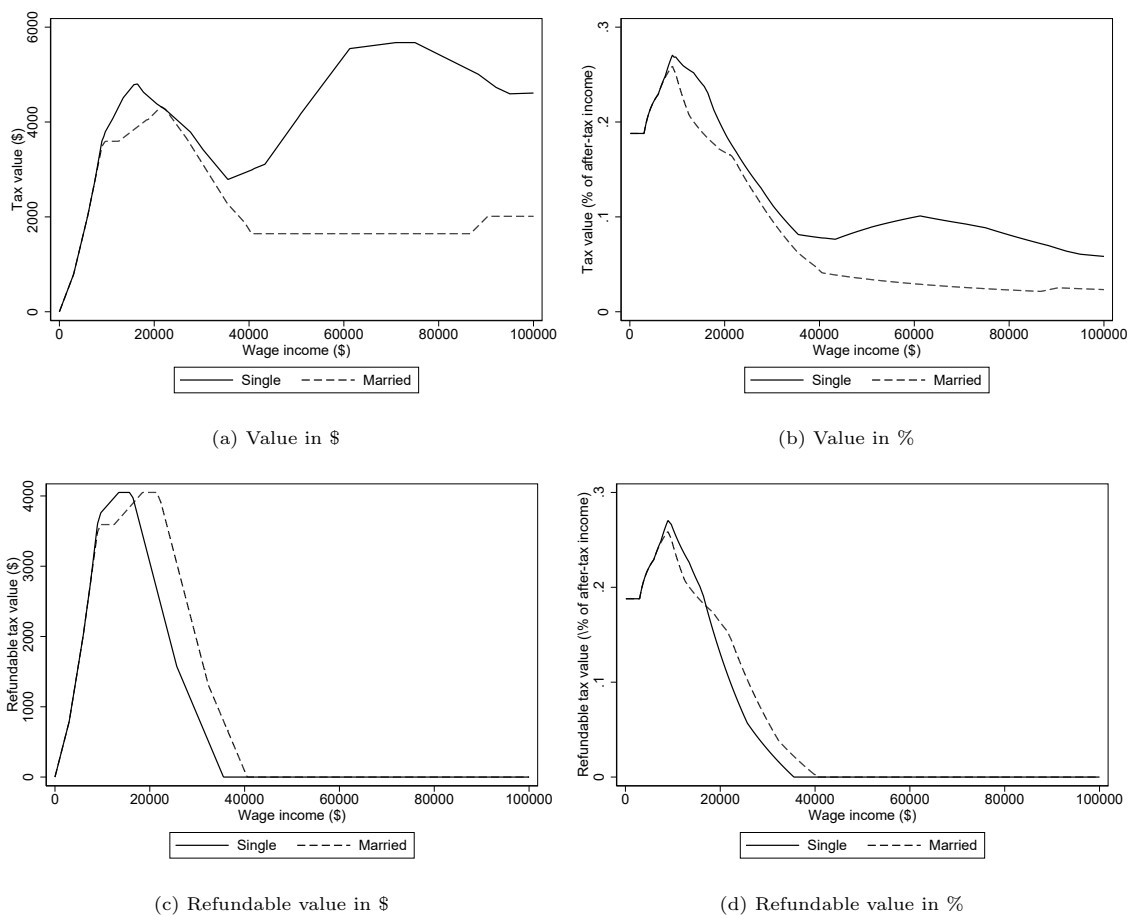 Tax value ($)
0 2000 4000 6000
0 20000 40000 60000 80000 100000
Wage income ($)
Single Married
(a) Value in $
Tax value (% of after-tax income)
0 .1 .2 .3
0 20000 40000 60000 80000 100000
Wage income ($)
Single Married
(b) Value in %
Refundable tax value ($)
0 1000 2000 3000 4000
0 20000 40000 60000 80000 100000
Wage income ($)
Single Married
(c) Refundable value in $
Refundable tax value (\% of after-tax income)
0 .1 .2 .3
0 20000 40000 60000 80000 100000
Wage income ($)
Single Married
(d) Refundable value in %